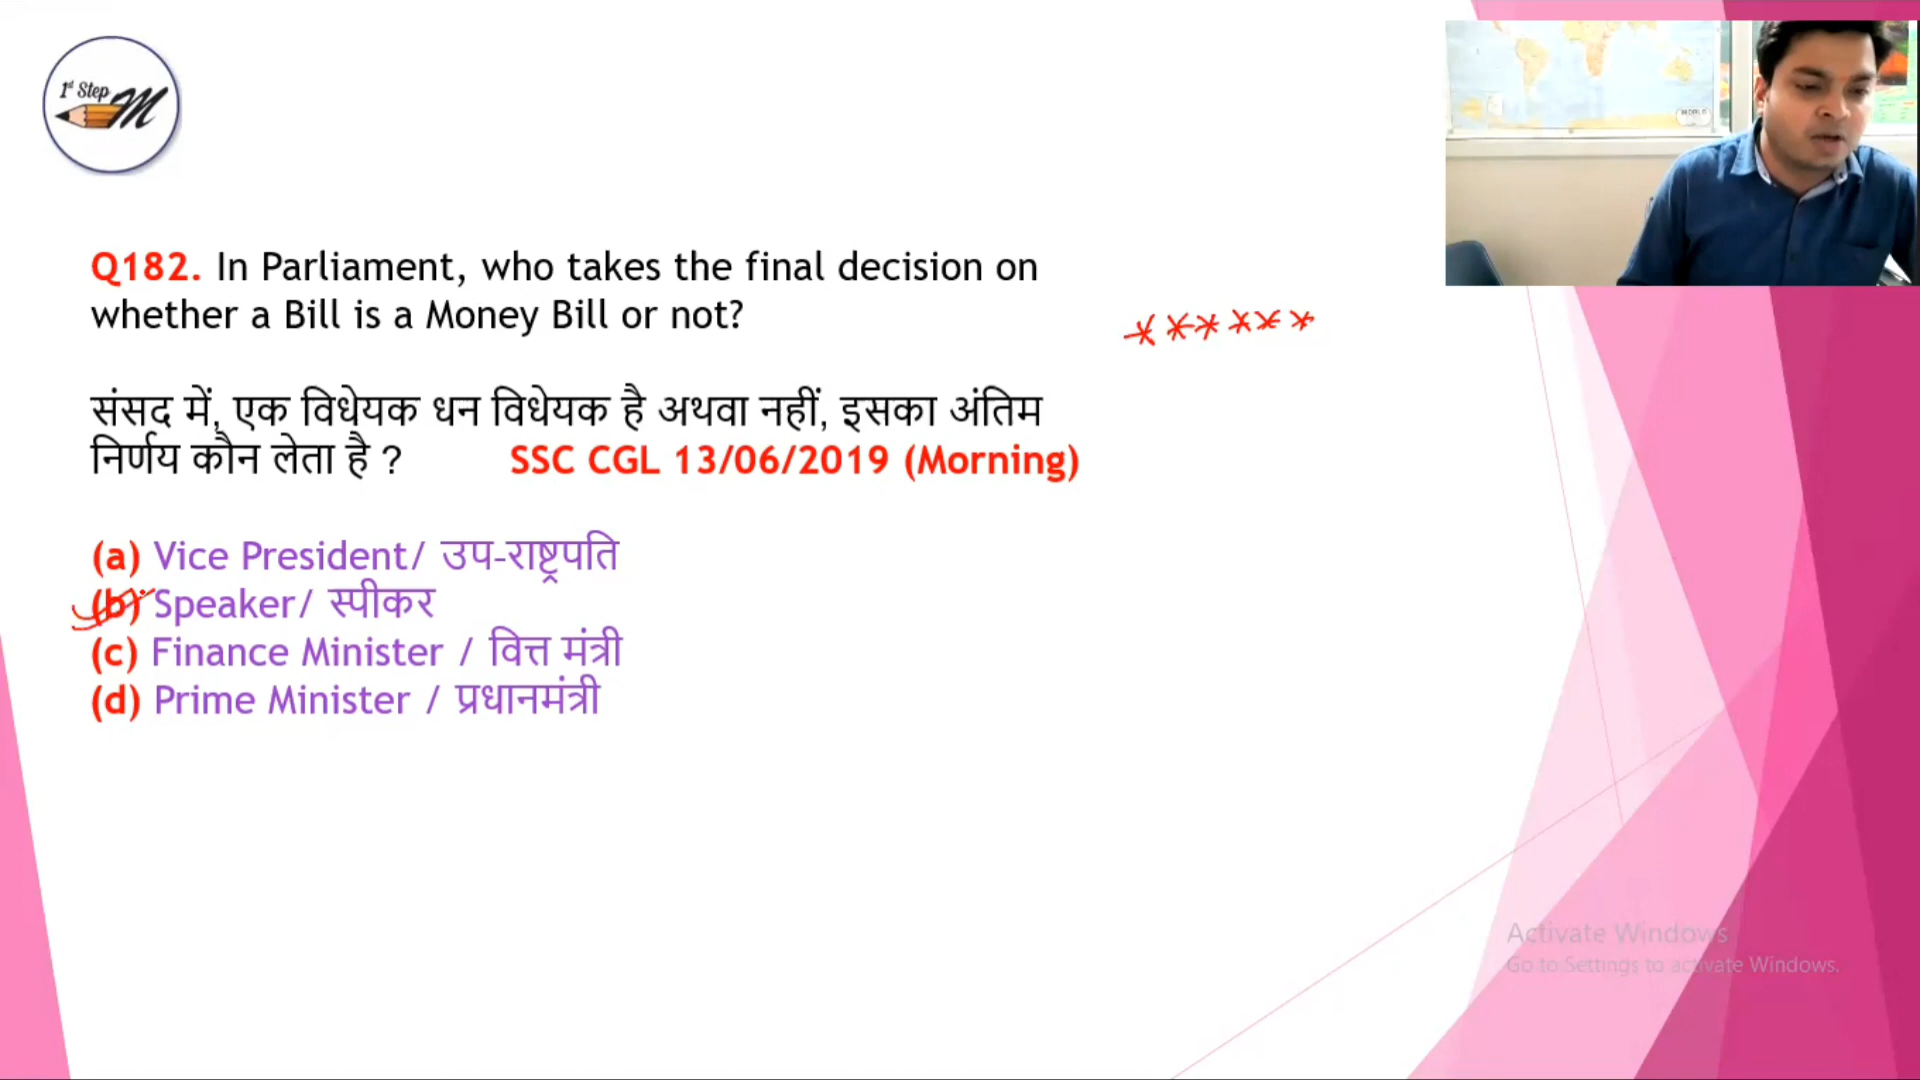 1st Step
M
WORLD
Q182. In Parliament, who takes the final decision on
whether a Bill is a Money Bill or not?
******
संसद में, एक विधेयक धन विधेयक है अथवा नहीं, इसका अंतिम
निर्णय कौन लेता है ? SSC CGL 13/06/2019 (Morning)
(a) Vice President/ उप-राष्ट्रपति
(b) Speaker/ स्पीकर
(c) Finance Minister / वित्त मंत्री
(d) Prime Minister / प्रधानमंत्री
Activate Windows
Go to Settings to activate Windows.